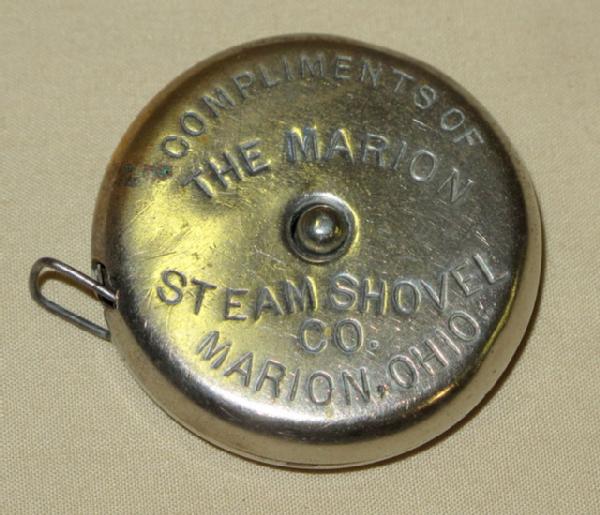 COMPLIMENTS OF
THE MARION
STEAM SHOVEL
CO.
MARION, OHIO.